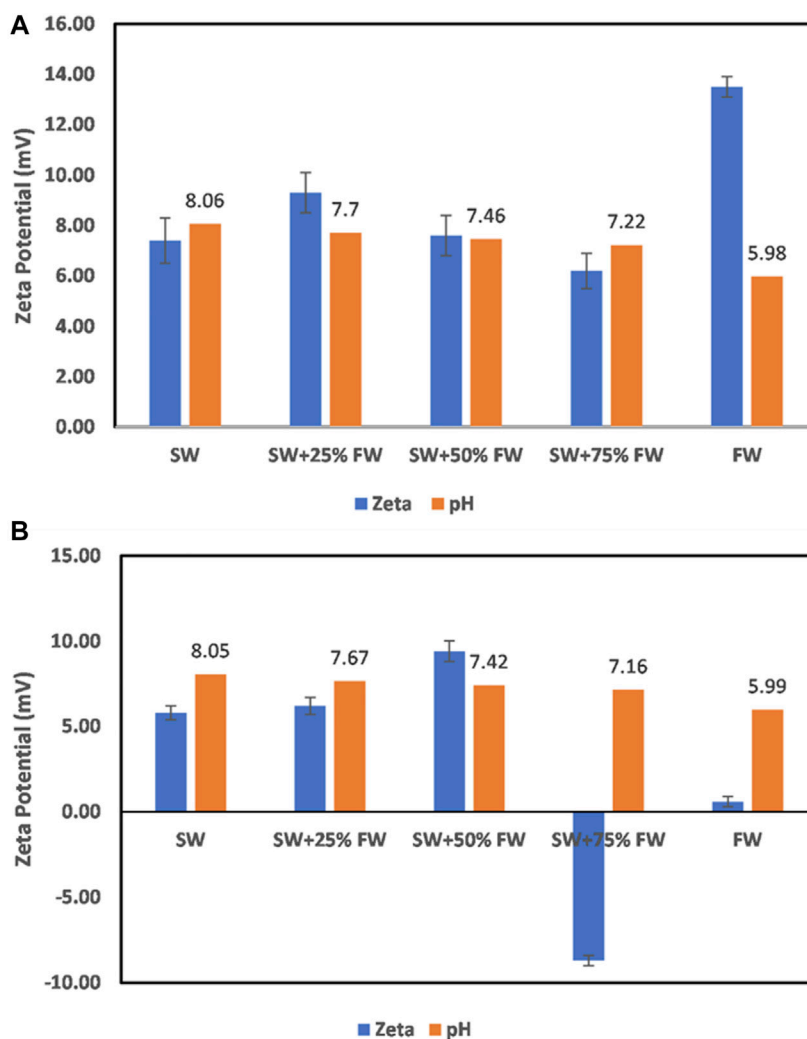 A
Zeta Potential (mV)
16.00
14.00
12.00
10.00
8.00
6.00
4.00
2.00
0.00
8.06
7.7
7.46
7.22
5.98
SW
SW+25% FW
SW+50% FW
SW+75% FW
FW
Zeta
pH
B
Zeta Potential (mV)
15.00
10.00
5.00
0.00
-5.00
-10.00
8.05
7.67
7.42
7.16
5.99
SW
SW+25% FW
SW+50% FW
SW+75% FW
FW
Zeta
pH